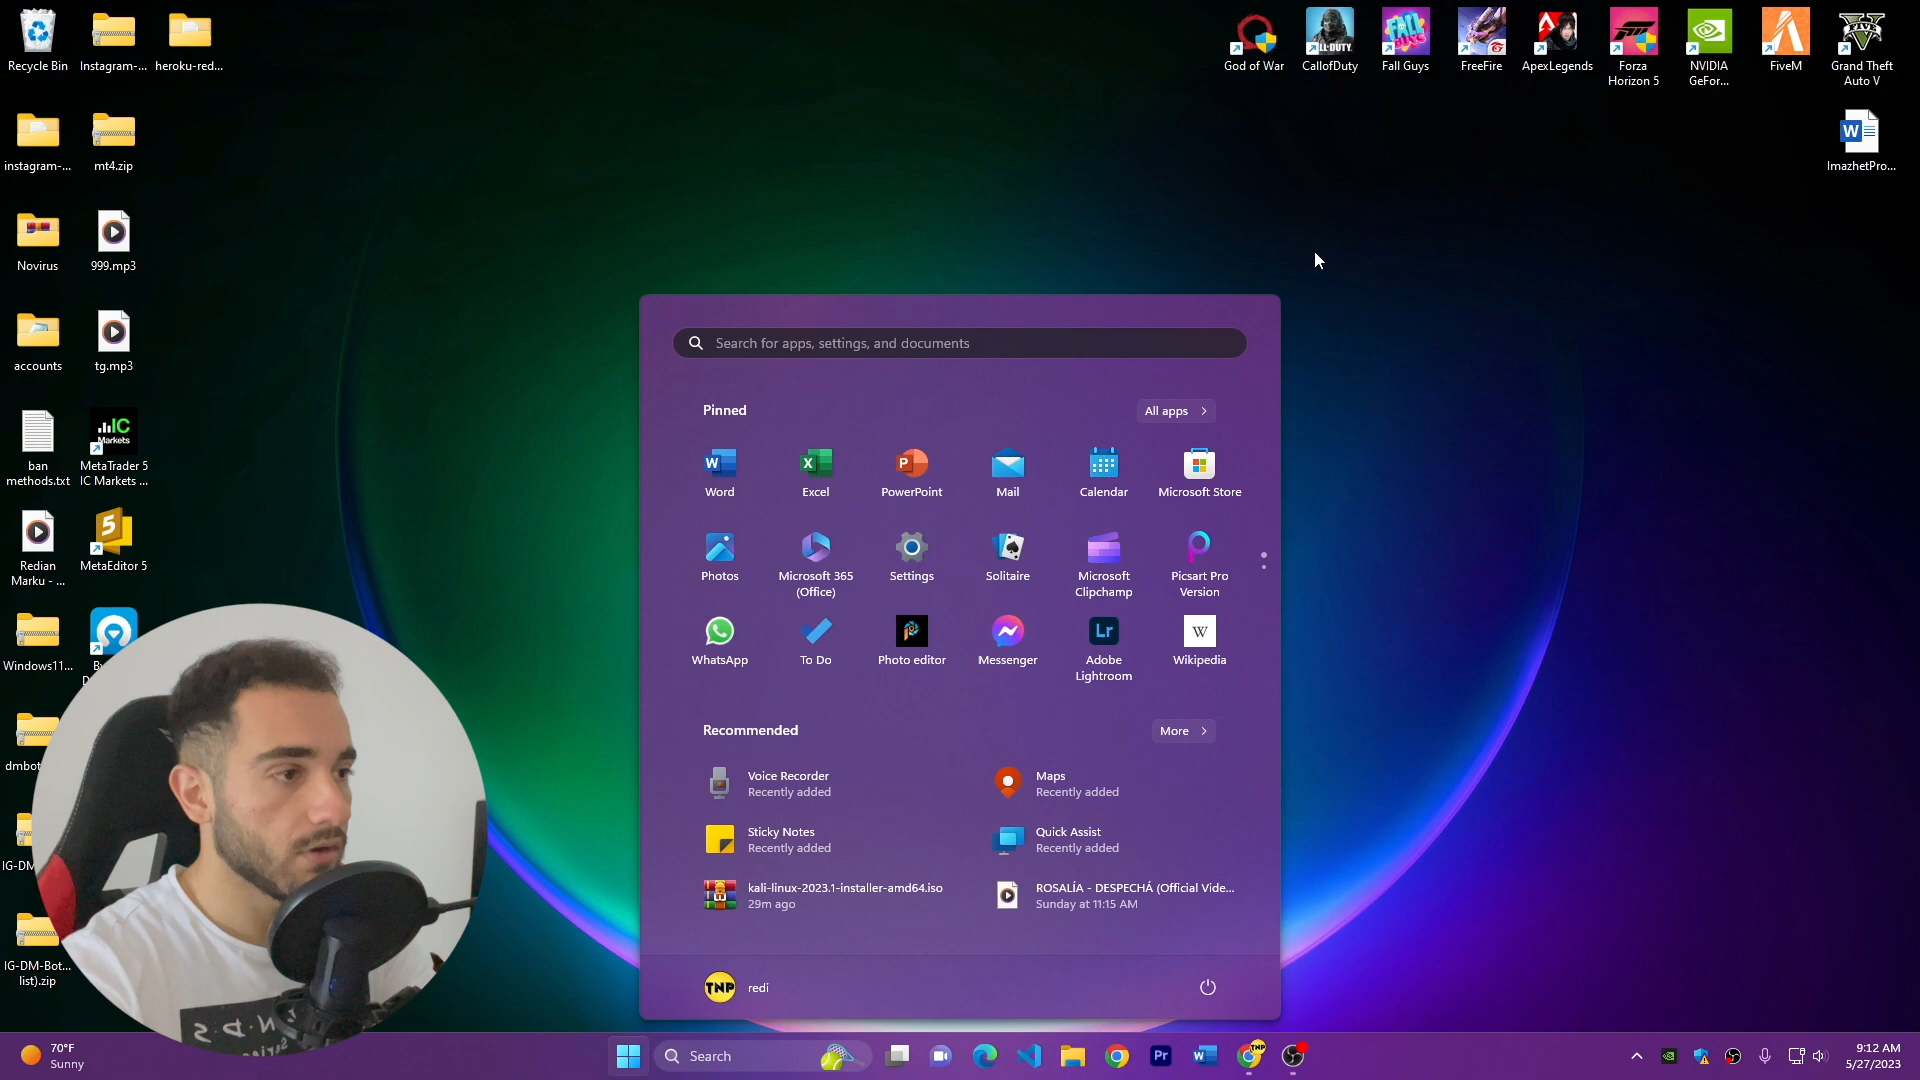 Recycle Bin
Instagram-...
heroku-red...
God of War
CallofDuty
Fall Guys
FreeFire
ApexLegends
Forza
Horizon 5
NVIDIA
GeFor...
FiveM
Grand Theft
Auto V
instagram-...
mt4.zip
ImazhetPro...
Novirus
999.mp3
accounts
tg.mp3
ban
methods.txt
IC
Markets
MetaTrader 5
IC Markets ...
Redian
Marku - ...
MetaEditor 5
Windows11...
dmbot
IG-DM
IG-DM-Bot...
list).zip
Search for apps, settings, and documents
Pinned
All apps
Word
Excel
PowerPoint
Mail
Calendar
Microsoft Store
Photos
Microsoft 365
(Office)
Settings
Solitaire
Microsoft
Clipchamp
Picsart Pro
Version
WhatsApp
To Do
Photo editor
Messenger
Adobe
Lightroom
Wikipedia
Recommended
More
Voice Recorder
Recently added
Maps
Recently added
Sticky Notes
Recently added
Quick Assist
Recently added
kali-linux-2023.1-installer-amd64.iso
29m ago
ROSALÍA - DESPECHÁ (Official Vide...
Sunday at 11:15 AM
TNP
redi
70°F
Sunny
Search
9:12 AM
5/27/2023